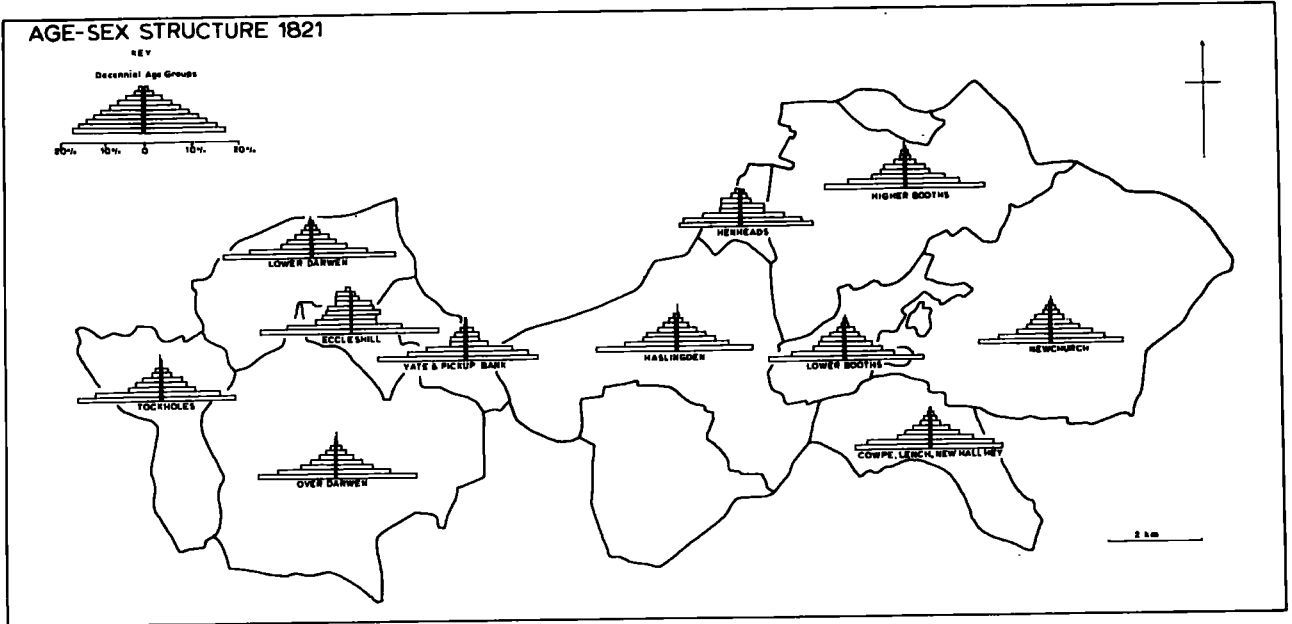 AGE-SEX STRUCTURE 1821
KEY
Decennial Age Groups
20% 10% 0 10% 20%
HIGHER BOOTHS
HENHEADS
LOWER DARWEN
ECCLESHILL
YATE & PICKUP BANK
HASLINGDEN
LOWER BOOTHS
NEWCHURCH
TOCKHOLES
COWPE, LENCH, NEW HALL HEY
OVER DARWEN
2 km